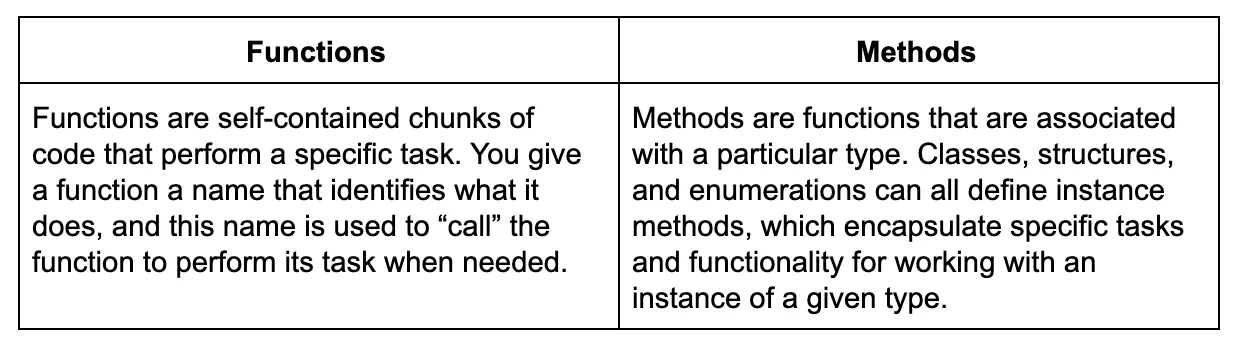 Functions
Methods
Functions are self-contained chunks of
code that perform a specific task. You give
a function a name that identifies what it
does, and this name is used to “call” the
function to perform its task when needed.
Methods are functions that are associated
with a particular type. Classes, structures,
and enumerations can all define instance
methods, which encapsulate specific tasks
and functionality for working with an
instance of a given type.